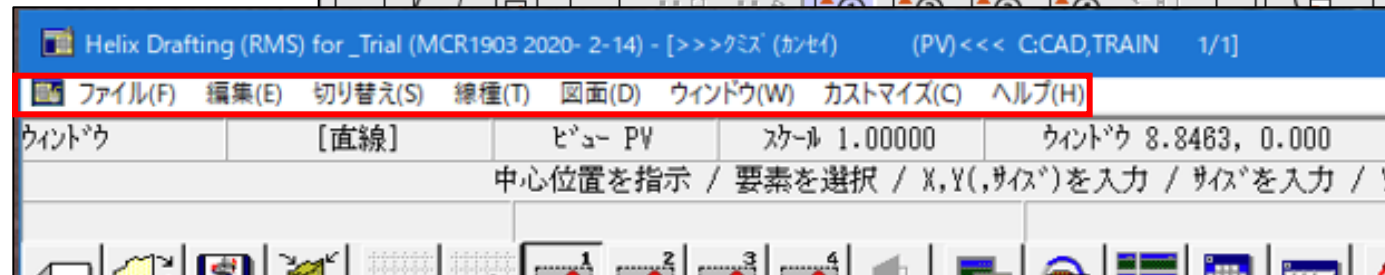 Helix Drafting (RMS) for _Trial (MCR1903 2020- 2-14) - [>>>ｸﾐｽﾞ (ｶﾝｾｲ) (PV)<<< C:CAD,TRAIN 1/1]
ファイル(F) 編集(E) 切り替え(S) 線種(T) 図面(D) ウィンドウ(W) カストマイズ(C) ヘルプ(H)
ｳｨﾝﾄﾞｳ [直線] ﾋﾞｭｰ PV ｽｹｰﾙ 1.00000 ｳｨﾝﾄﾞｳ 8.8463, 0.000
中心位置を指示 / 要素を選択 / X,Y(,ｻｲｽﾞ)を入力 / ｻｲｽﾞを入力 /
1 2 3 4